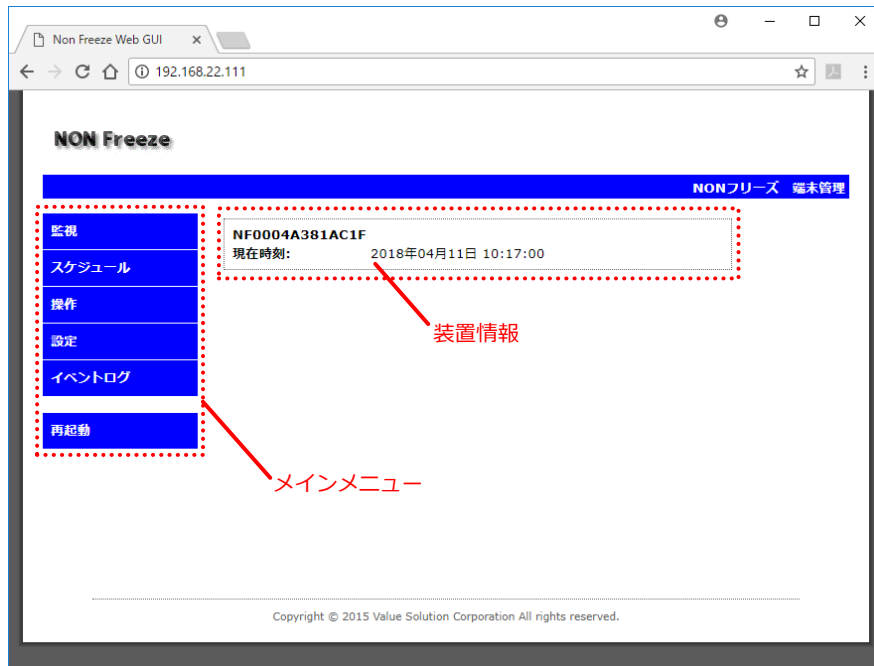 Non Freeze Web GUI
192.168.22.111
NON Freeze
NONフリーズ 端末管理
監視
スケジュール
操作
設定
イベントログ
再起動
NF0004A381AC1F
現在時刻: 2018年04月11日 10:17:00
装置情報
メインメニュー
Copyright © 2015 Value Solution Corporation All rights reserved.